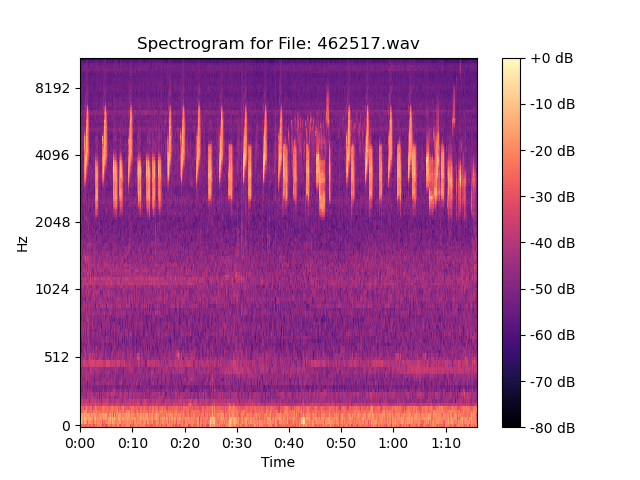 Spectrogram for File: 462517.wav
Hz
8192
4096
2048
1024
512
0
0:00 0:10 0:20 0:30 0:40 0:50 1:00 1:10
Time
+0 dB
-10 dB
-20 dB
-30 dB
-40 dB
-50 dB
-60 dB
-70 dB
-80 dB